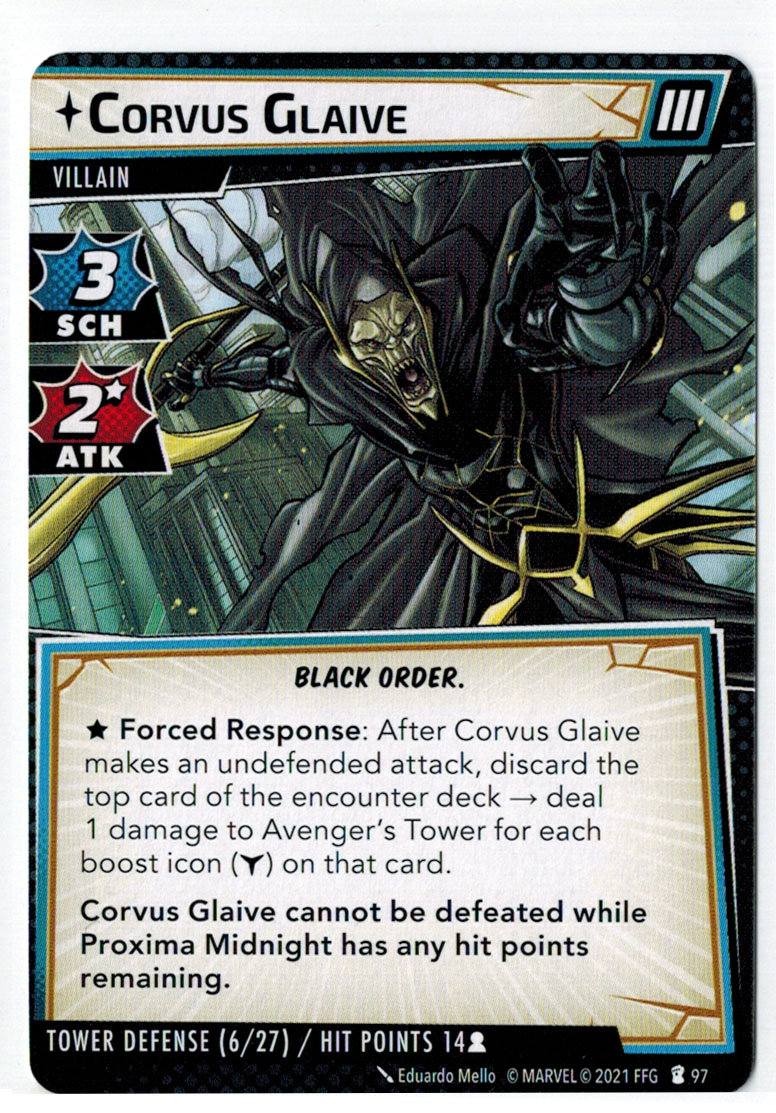 CORVUS GLAIVE
III
VILLAIN
3
SCH
2★
ATK
BLACK ORDER.
★ Forced Response: After Corvus Glaive
makes an undefended attack, discard the
top card of the encounter deck → deal
1 damage to Avenger's Tower for each
boost icon () on that card.
Corvus Glaive cannot be defeated while
Proxima Midnight has any hit points
remaining.
TOWER DEFENSE (6/27) / HIT POINTS 14
Eduardo Mello © MARVEL © 2021 FFG 97